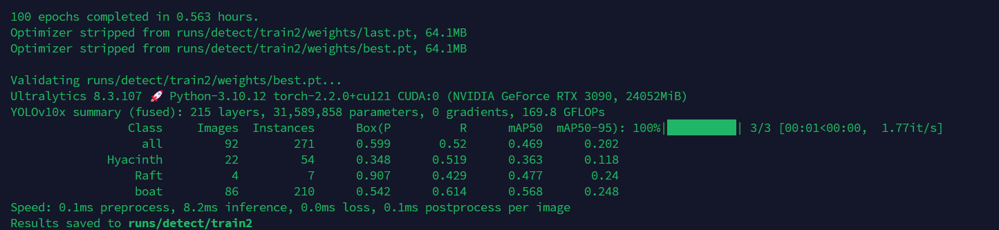 100 epochs completed in 0.563 hours.
Optimizer stripped from runs/detect/train2/weights/last.pt, 64.1MB
Optimizer stripped from runs/detect/train2/weights/best.pt, 64.1MB
Validating runs/detect/train2/weights/best.pt...
Ultralytics 8.3.107 🚀 Python-3.10.12 torch-2.2.0+cu121 CUDA:0 (NVIDIA GeForce RTX 3090, 24052MiB)
YOLOv10x summary (fused): 215 layers, 31,589,858 parameters, 0 gradients, 169.8 GFLOPs
Class Images Instances Box(P R mAP50 mAP50-95): 100%|██████████| 3/3 [00:01<00:00, 1.77it/s]
all 92 271 0.599 0.52 0.469 0.202
Hyacinth 22 54 0.348 0.519 0.363 0.118
Raft 4 7 0.907 0.429 0.477 0.24
boat 86 210 0.542 0.614 0.568 0.248
Speed: 0.1ms preprocess, 8.2ms inference, 0.0ms loss, 0.1ms postprocess per image
Results saved to runs/detect/train2